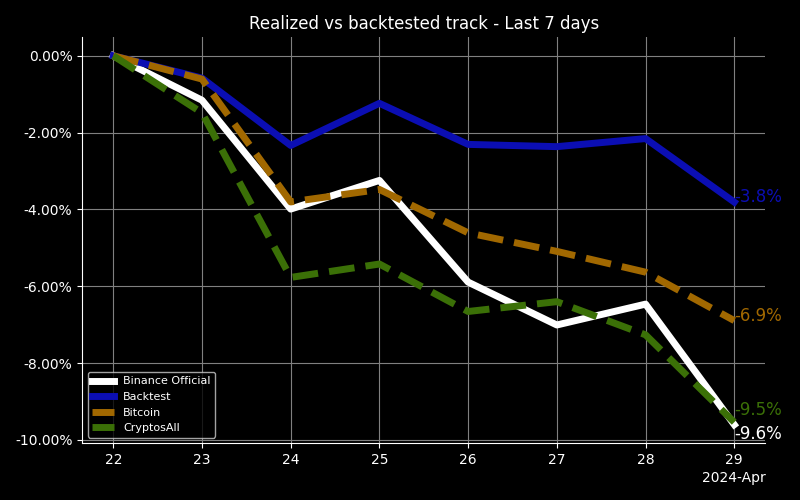 Realized vs backtested track - Last 7 days
0.00%
-2.00%
-4.00%
-6.00%
-8.00%
-10.00%
-3.8%
-6.9%
-9.5%
-9.6%
Binance Official
Backtest
Bitcoin
CryptosAll
22 23 24 25 26 27 28 29
2024-Apr